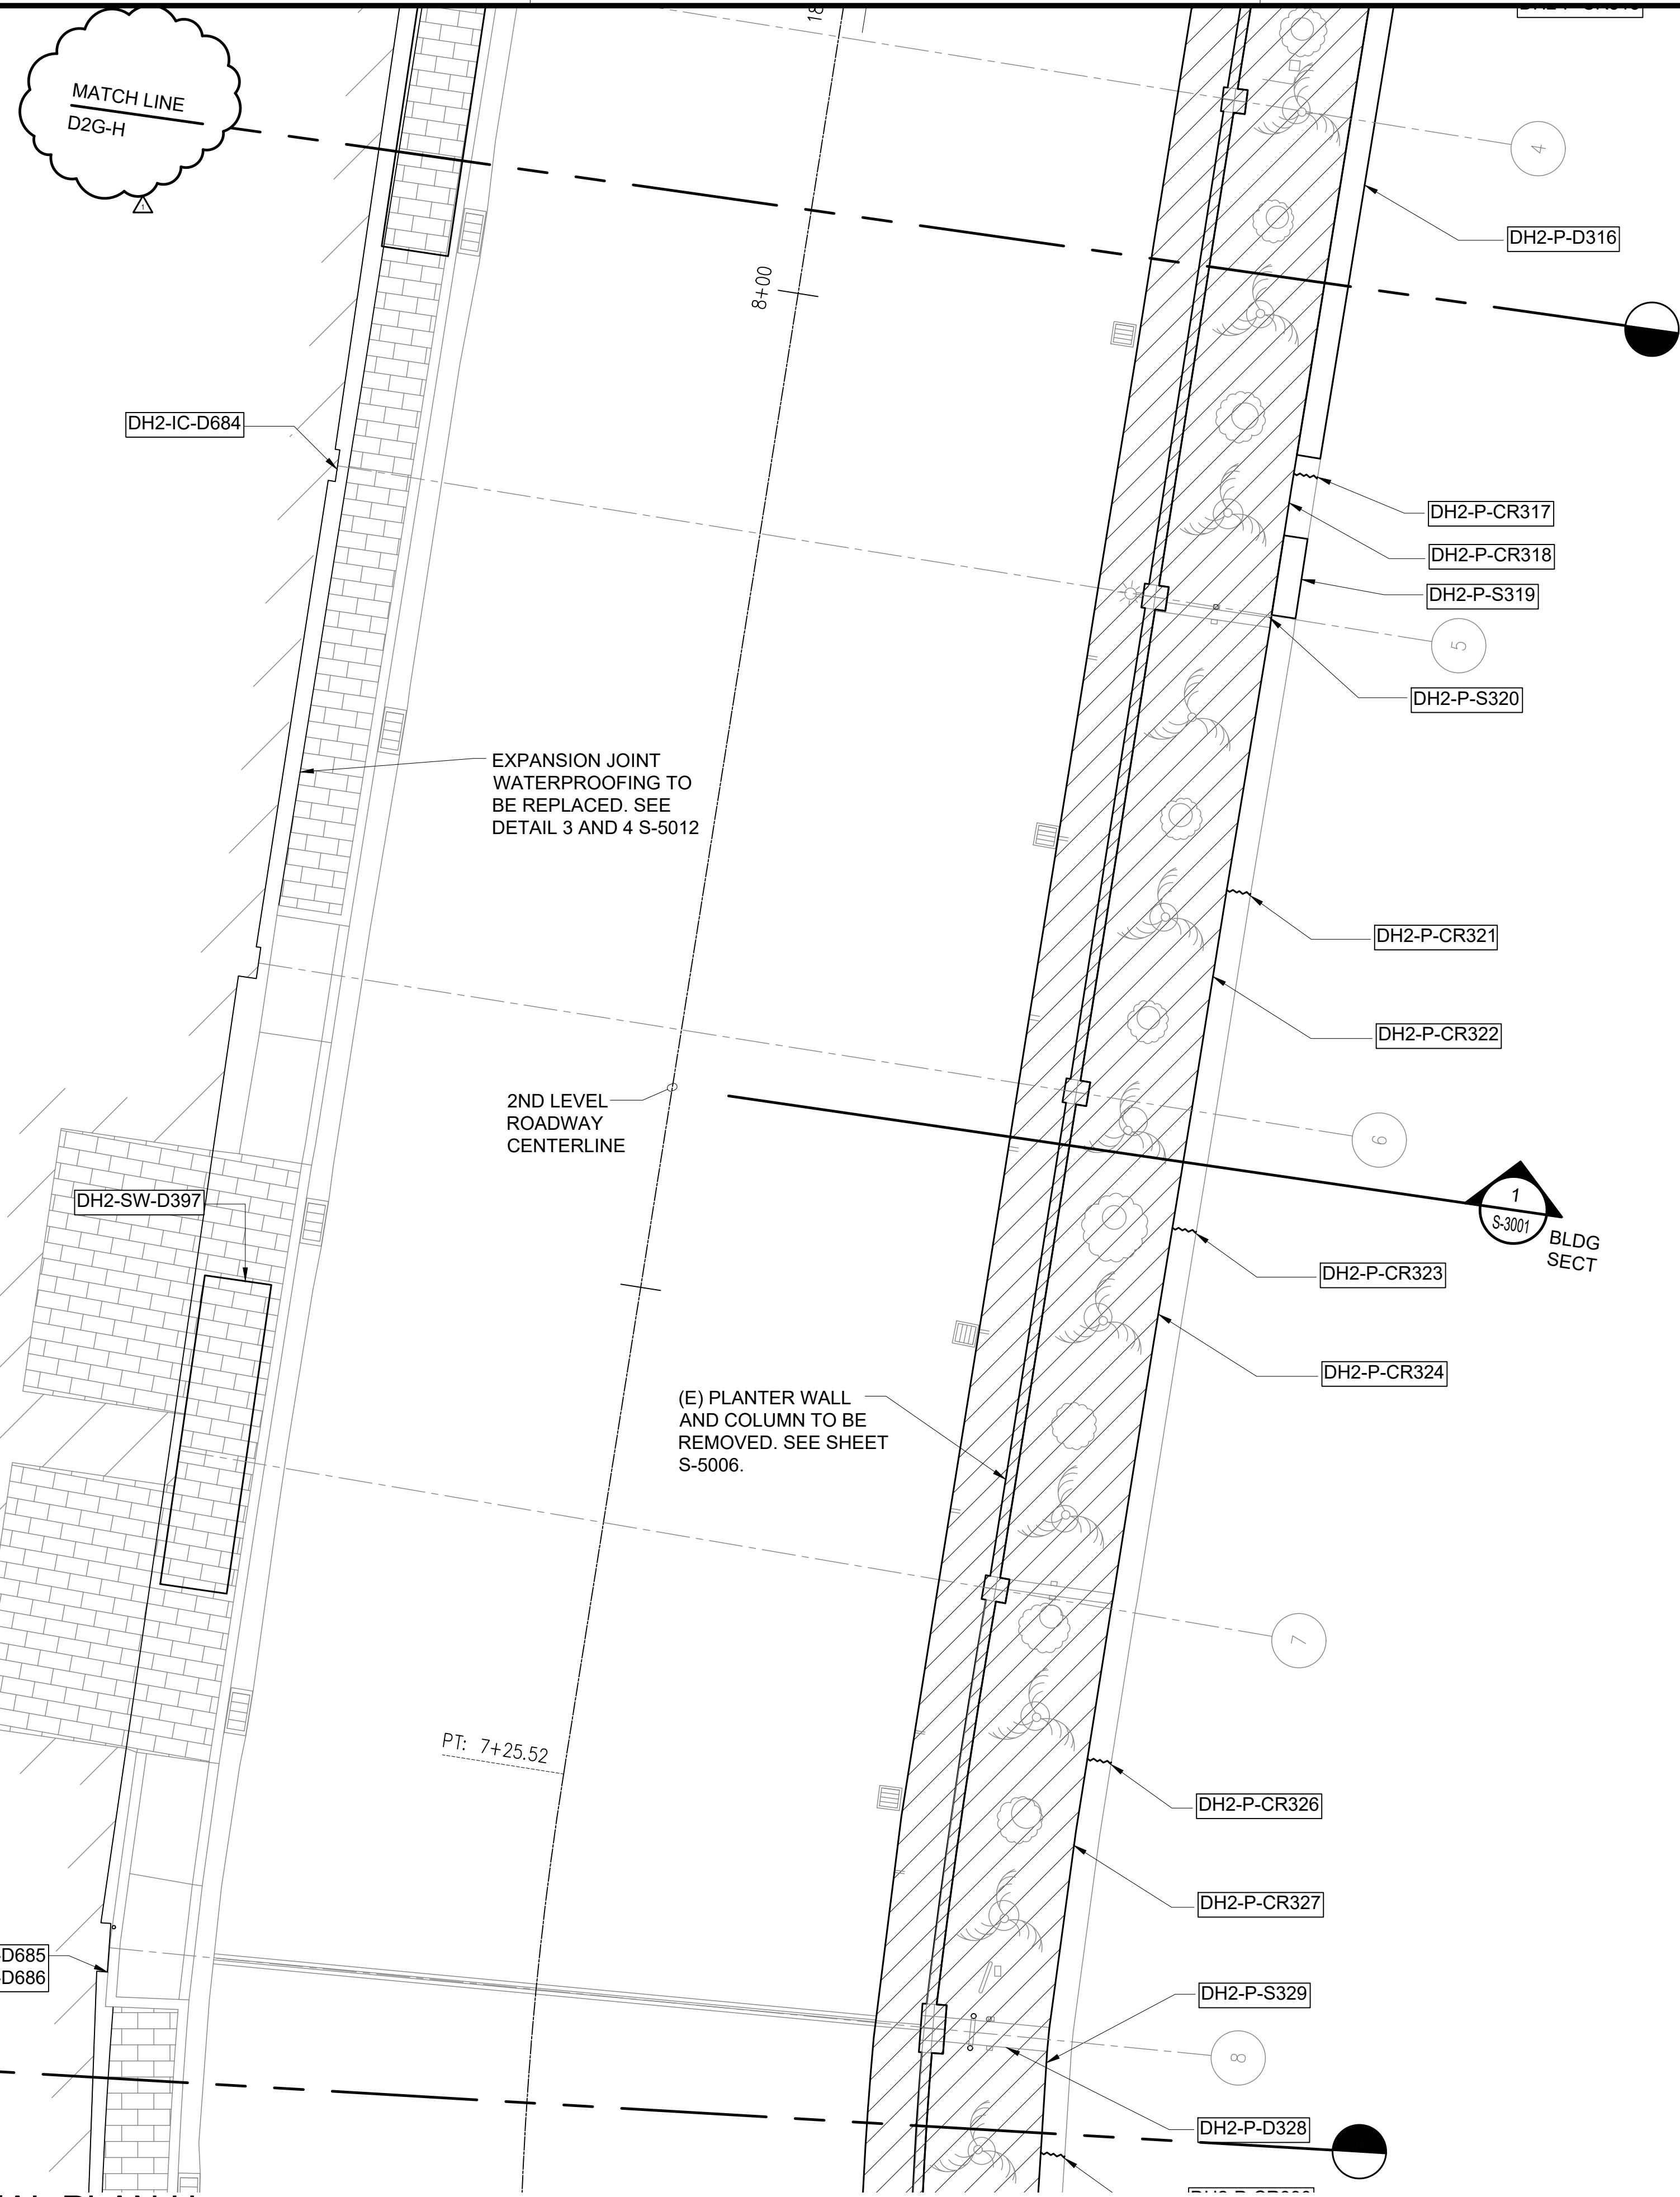 MATCH LINE
D2G-H
1
18
4
DH2-P-D316
8+00
DH2-IC-D684
DH2-P-CR317
DH2-P-CR318
DH2-P-S319
5
DH2-P-S320
EXPANSION JOINT
WATERPROOFING TO
BE REPLACED. SEE
DETAIL 3 AND 4 S-5012
DH2-P-CR321
DH2-P-CR322
2ND LEVEL
ROADWAY
CENTERLINE
6
1
S-3001
BLDG
SECT
DH2-SW-D397
DH2-P-CR323
DH2-P-CR324
(E) PLANTER WALL
AND COLUMN TO BE
REMOVED. SEE SHEET
S-5006.
7
PT: 7+25.52
DH2-P-CR326
DH2-P-CR327
-D685
-D686
DH2-P-S329
8
DH2-P-D328